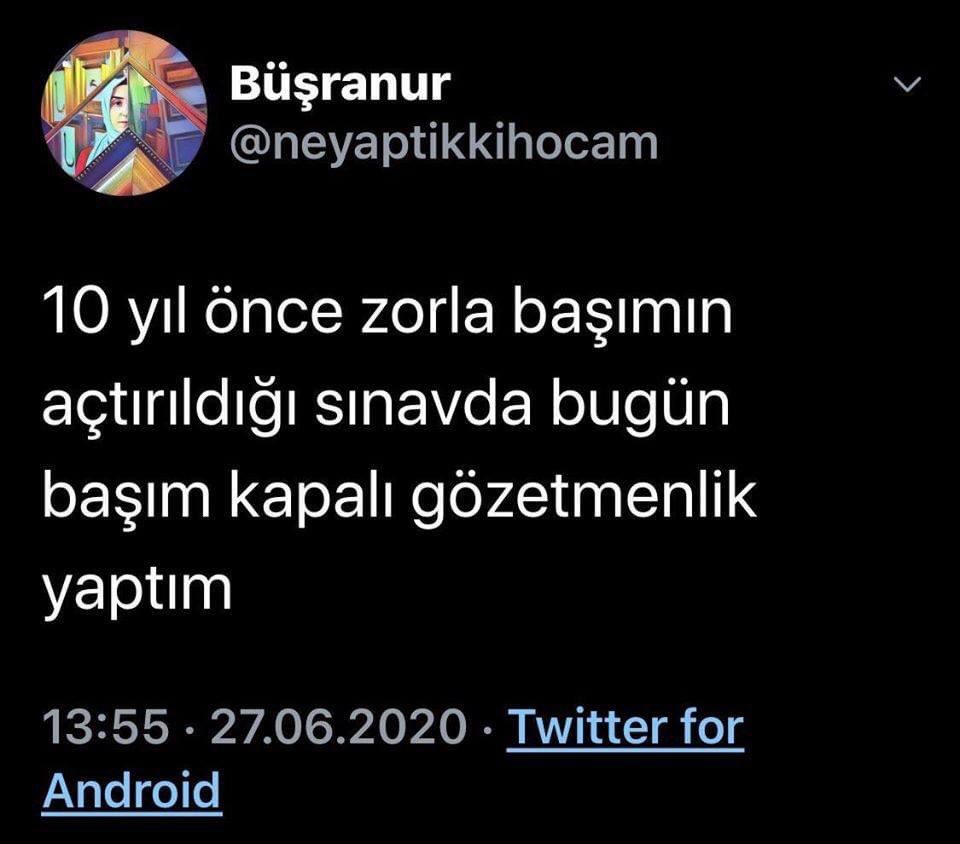 Büşranur
@neyaptikkihocam
10 yıl önce zorla başımın
açtırıldığı sınavda bugün
başım kapalı gözetmenlik
yaptım
13:55 · 27.06.2020 · Twitter for
Android